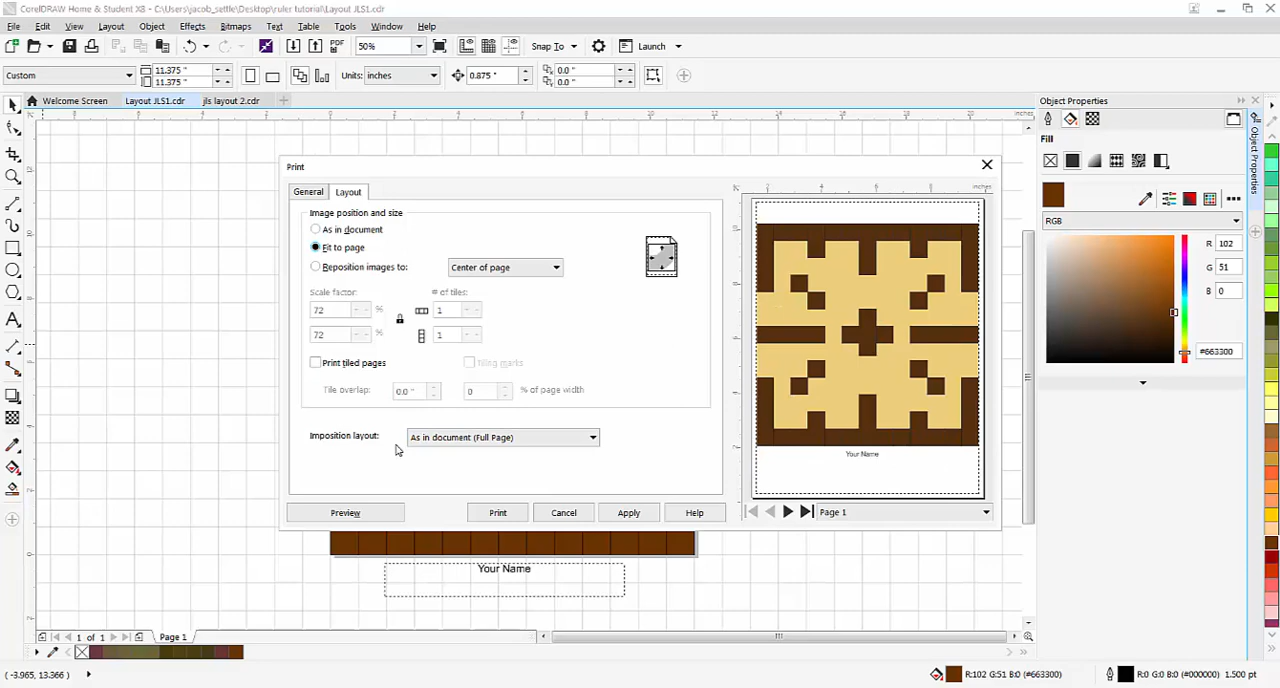 CorelDRAW Home & Student X8 - C:\Users\jacob_settle\Desktop\ruler tutorial\Layout JLS1.cdr
File Edit View Layout Object Effects Bitmaps Text Table Tools Window Help
PDF 50% Snap To Launch
Custom 11.375 " 11.375 " Units: inches 0.875 " 0.0 " 0.0 "
Welcome Screen Layout JLS1.cdr jls layout 2.cdr
inches
Object Properties
Fill
RGB
R 102
G 51
B 0
#663300
Object Properties
Print
General Layout
Image position and size
As in document
Fit to page
Reposition images to: Center of page
Scale factor: # of tiles:
72 % 1
72 % 1
Print tiled pages Tiling marks
Tile overlap: 0.0 " 0 % of page width
Imposition layout: As in document (Full Page)
Preview Print Cancel Apply Help
inches
Your Name
Page 1
Your Name
1 of 1 Page 1
( -3.965, 13.366 ) R:102 G:51 B:0 (#663300) R:0 G:0 B:0 (#000000) 1.500 pt